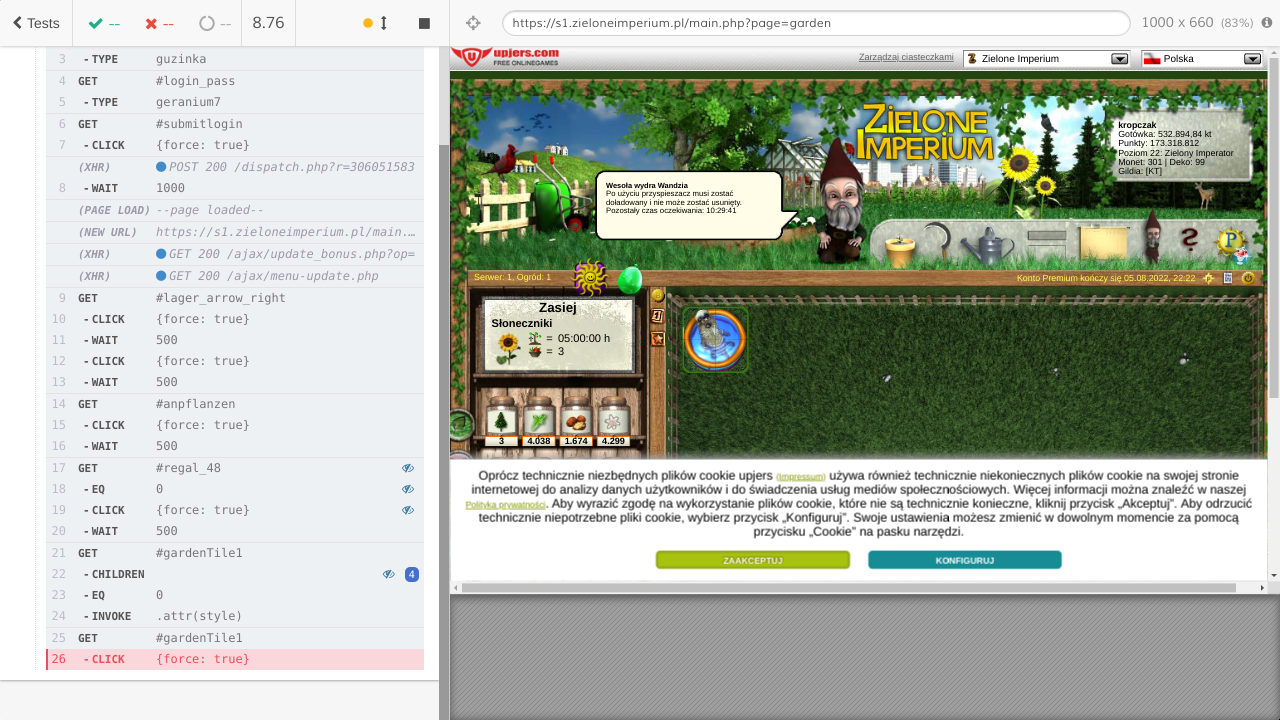 Tests
--
--
--
8.76
https://s1.zieloneimperium.pl/main.php?page=garden
1000 x 660 (83%)
3 -TYPE guzinka
4 GET #login_pass
5 -TYPE geranium7
6 GET #submitlogin
7 -CLICK {force: true}
(XHR) POST 200 /dispatch.php?r=306051583
8 -WAIT 1000
(PAGE LOAD) --page loaded--
(NEW URL) https://s1.zieloneimperium.pl/main.…
(XHR) GET 200 /ajax/update_bonus.php?op=
(XHR) GET 200 /ajax/menu-update.php
9 GET #lager_arrow_right
10 -CLICK {force: true}
11 -WAIT 500
12 -CLICK {force: true}
13 -WAIT 500
14 GET #anpflanzen
15 -CLICK {force: true}
16 -WAIT 500
17 GET #regal_48
18 -EQ 0
19 -CLICK {force: true}
20 -WAIT 500
21 GET #gardenTile1
22 -CHILDREN 4
23 -EQ 0
24 -INVOKE .attr(style)
25 GET #gardenTile1
26 -CLICK {force: true}
upjers.com
FREE ONLINEGAMES
Zarządzaj ciasteczkami
Zielone Imperium
Polska
Zielone Imperium
kropczak
Gotówka: 532.894,84 kt
Punkty: 173.318.812
Poziom 22: Zielony Imperator
Monet: 301 | Deko: 99
Gildia: [KT]
Wesoła wydra Wandzia
Po użyciu przyspieszacz musi zostać
doładowany i nie może zostać usunięty.
Pozostały czas oczekiwania: 10:29:41
?
P
Serwer: 1, Ogród: 1
Konto Premium kończy się 05.08.2022, 22:22
Zasiej
Słoneczniki
= 05:00:00 h
= 3
3 4.038 1.674 4.299
Oprócz technicznie niezbędnych plików cookie upjers (Impressum) używa również technicznie niekoniecznych plików cookie na swojej stronie
internetowej do analizy danych użytkowników i do świadczenia usług mediów społecznościowych. Więcej informacji można znaleźć w naszej
Polityka prywatności. Aby wyrazić zgodę na wykorzystanie plików cookie, które nie są technicznie konieczne, kliknij przycisk „Akceptuj”. Aby odrzucić
technicznie niepotrzebne pliki cookie, wybierz przycisk „Konfiguruj”. Swoje ustawienia możesz zmienić w dowolnym momencie za pomocą
przycisku „Cookie” na pasku narzędzi.
ZAAKCEPTUJ
KONFIGURUJ